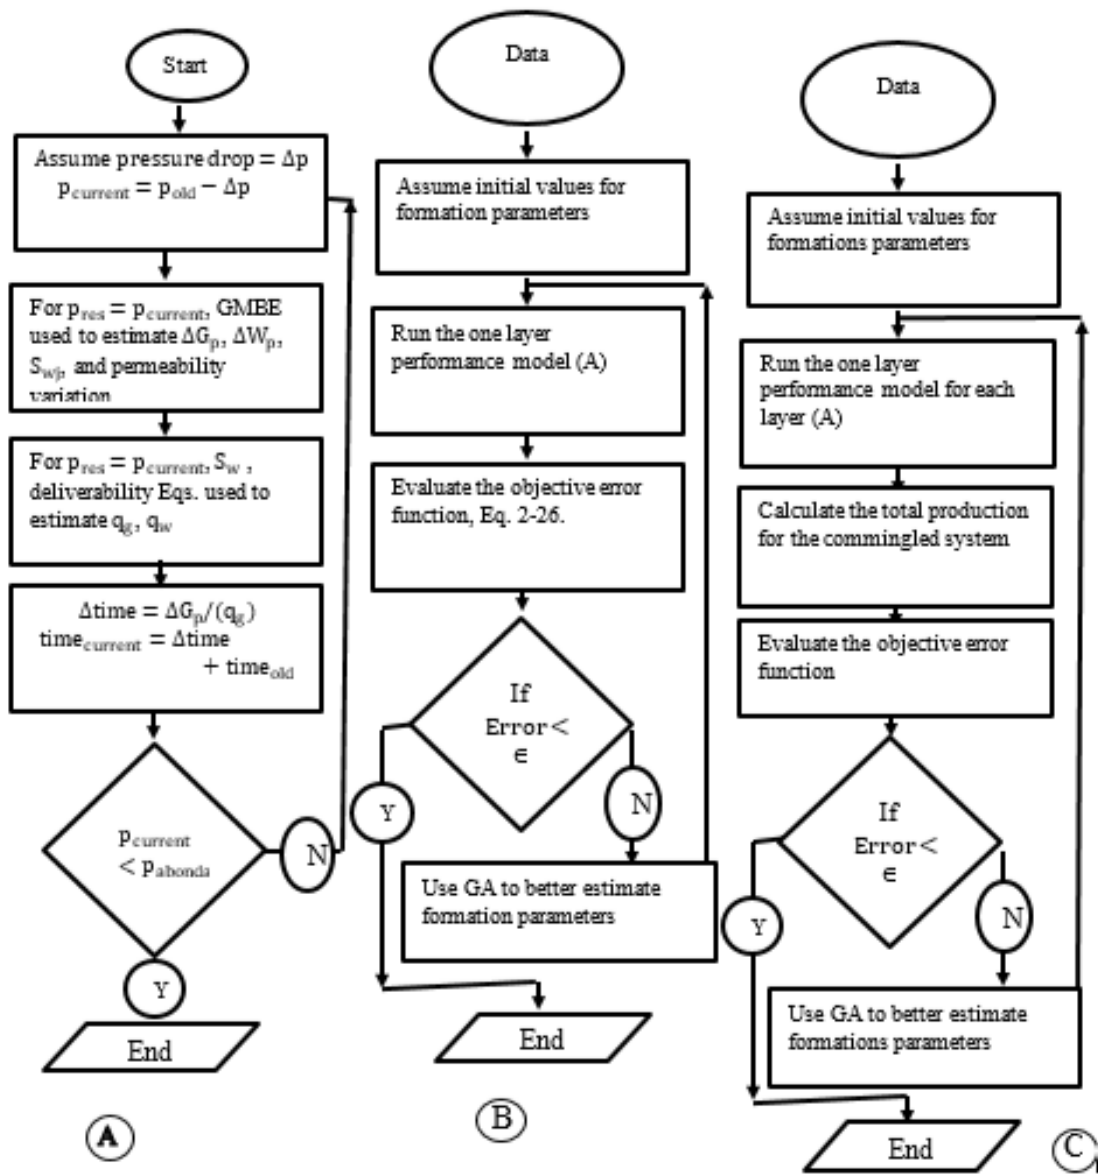 Start
Assume pressure drop = Δp
p_current = p_old − Δp
For p_res = p_current, GMBE
used to estimate ΔG_p, ΔW_p,
S_wj, and permeability
variation
For p_res = p_current, S_w ,
deliverability Eqs. used to
estimate q_g, q_w
Δtime = ΔG_p/(q_g)
time_current = Δtime
+ time_old
p_current
< p_abonda
N
Y
End
A
Data
Assume initial values for
formation parameters
Run the one layer
performance model (A)
Evaluate the objective error
function, Eq. 2-26.
If
Error <
∈
Y
N
Use GA to better estimate
formation parameters
End
B
Data
Assume initial values for
formations parameters
Run the one layer
performance model for each
layer (A)
Calculate the total production
for the commingled system
Evaluate the objective error
function
If
Error <
∈
Y
N
Use GA to better estimate
formations parameters
End
C